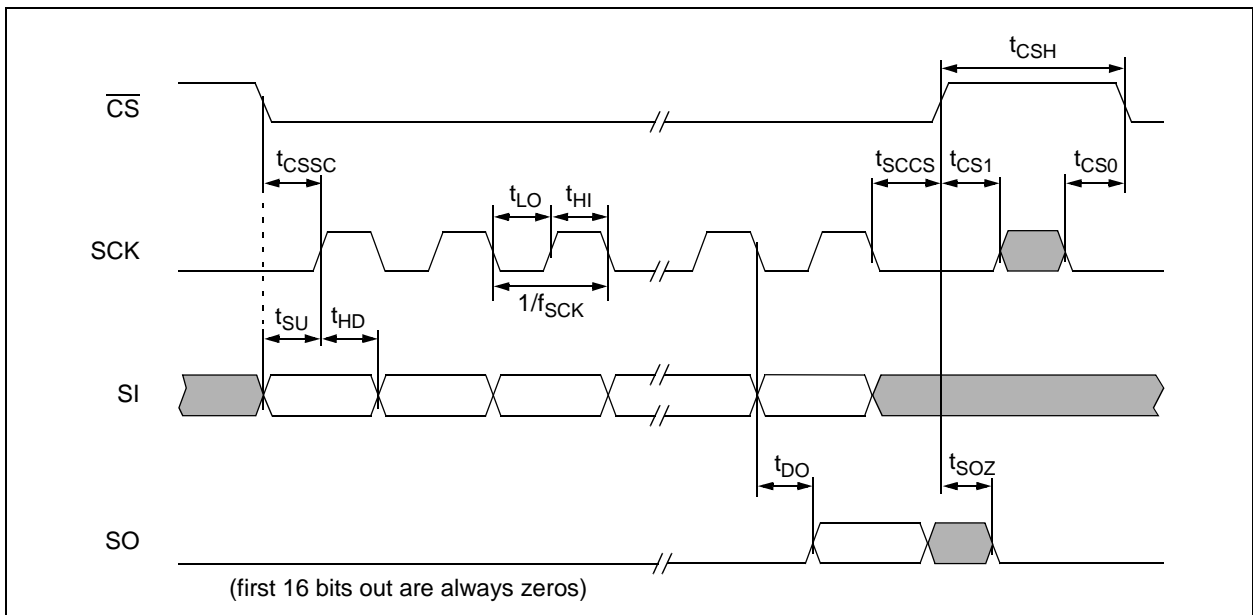 tCSH
CS
tCSSC
tSCCS
tCS1
tCS0
tLO
tHI
SCK
1/fSCK
tSU
tHD
SI
tDO
tSOZ
SO
(first 16 bits out are always zeros)